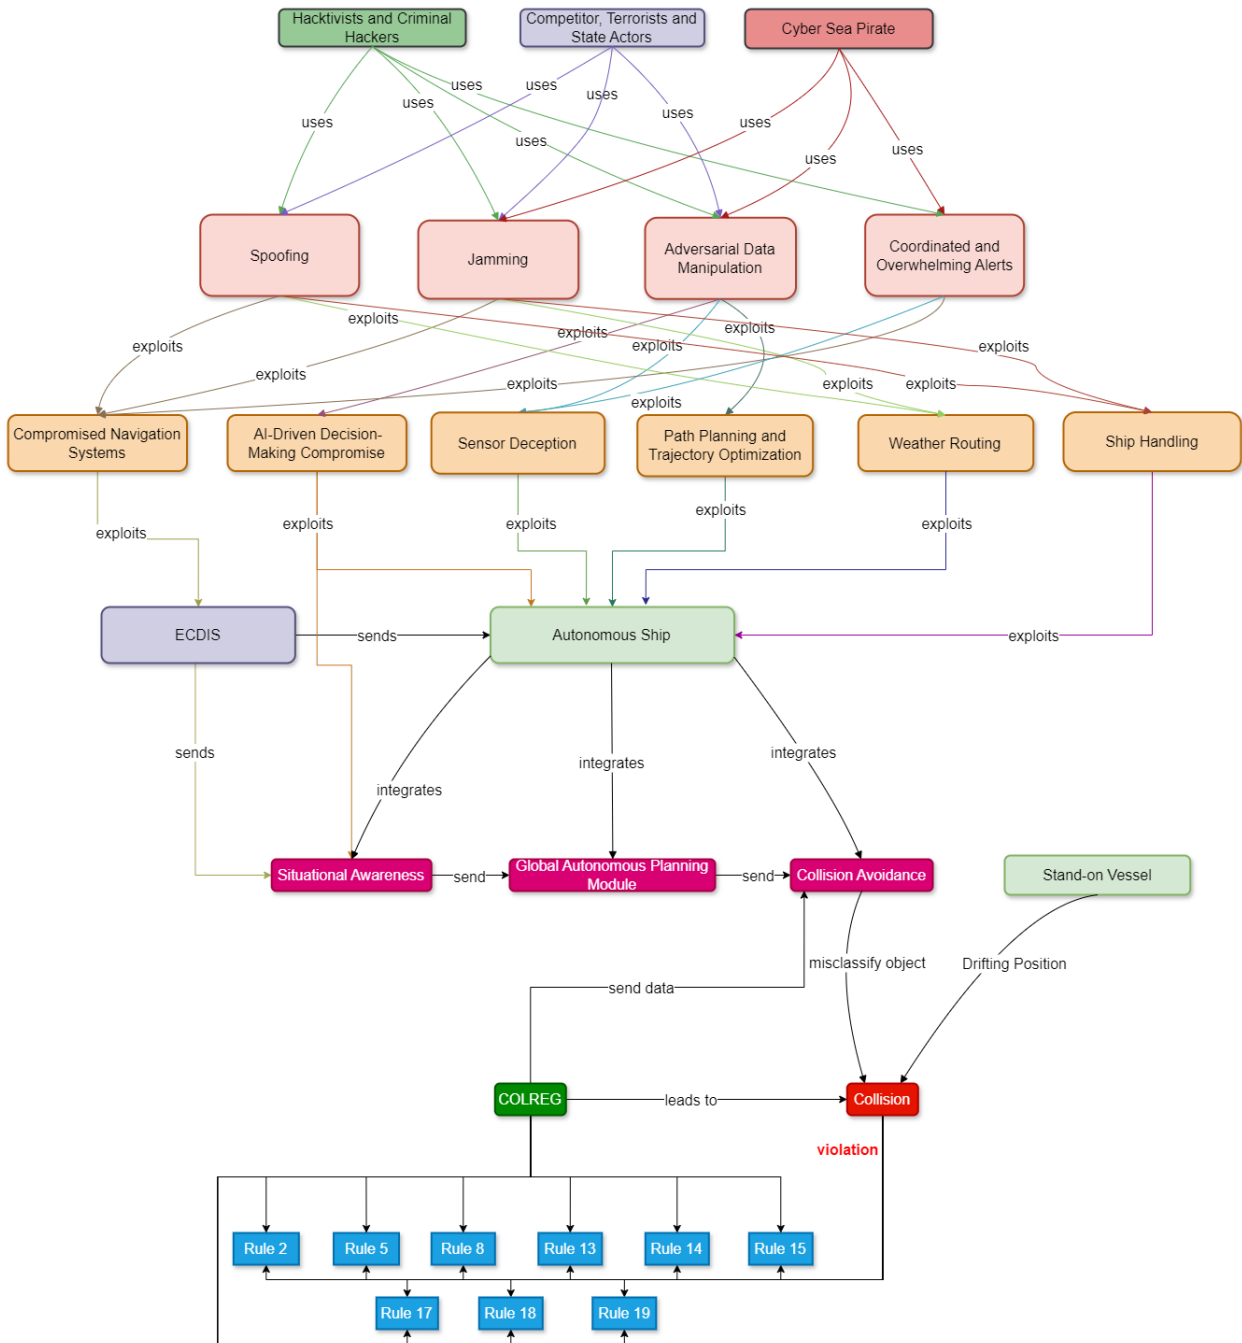 Hacktivists and Criminal
Hackers
Competitor, Terrorists and
State Actors
Cyber Sea Pirate
uses
uses
uses
uses
uses
uses
uses
uses
uses
uses
Spoofing
Jamming
Adversarial Data
Manipulation
Coordinated and
Overwhelming Alerts
exploits
exploits
exploits
exploits
exploits
exploits
exploits
exploits
exploits
exploits
exploits
Compromised Navigation
Systems
AI-Driven Decision-
Making Compromise
Sensor Deception
Path Planning and
Trajectory Optimization
Weather Routing
Ship Handling
exploits
exploits
exploits
exploits
exploits
ECDIS
sends
Autonomous Ship
exploits
sends
integrates
integrates
integrates
Situational Awareness
send
Global Autonomous Planning
Module
send
Collision Avoidance
Stand-on Vessel
misclassify object
Drifting Position
send data
COLREG
leads to
Collision
violation
Rule 2
Rule 5
Rule 8
Rule 13
Rule 14
Rule 15
Rule 17
Rule 18
Rule 19